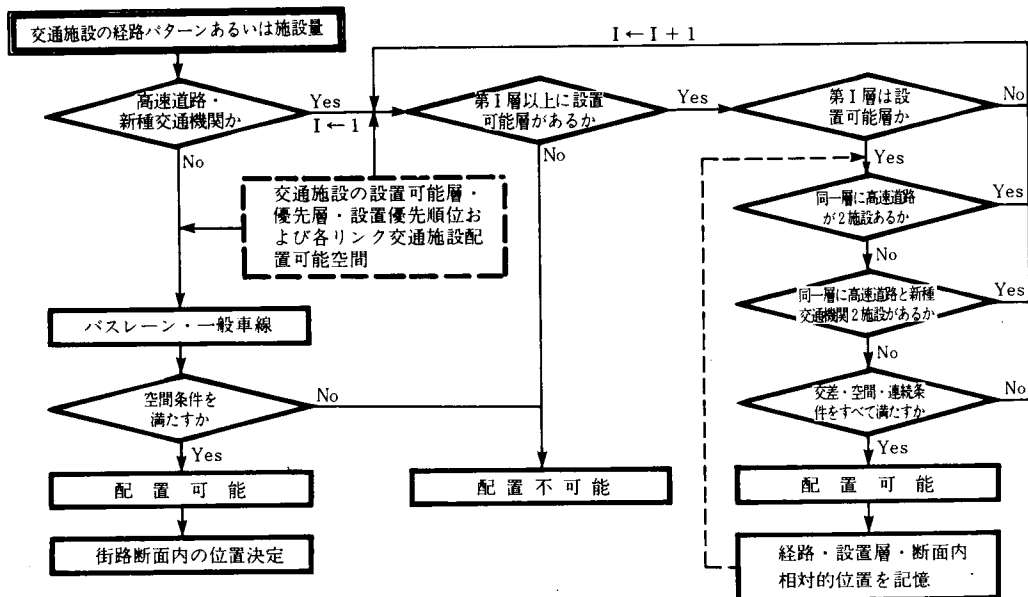 交通施設の経路パターンあるいは施設量
I ← I + 1
高速道路・
新種交通機関か
Yes
I ← 1
No
第Ⅰ層以上に設置
可能層があるか
Yes
No
第Ⅰ層は設
置可能層か
No
Yes
交通施設の設置可能層・
優先層・設置優先順位お
よび各リンク交通施設配
置可能空間
同一層に高速道路
が2施設あるか
Yes
No
同一層に高速道路と新種
交通機関2施設があるか
Yes
No
バスレーン・一般車線
空間条件を
満たすか
No
Yes
交差・空間・連続条
件をすべて満たすか
No
Yes
配置可能
配置不可能
配置可能
街路断面内の位置決定
経路・設置層・断面内
相対的位置を記憶